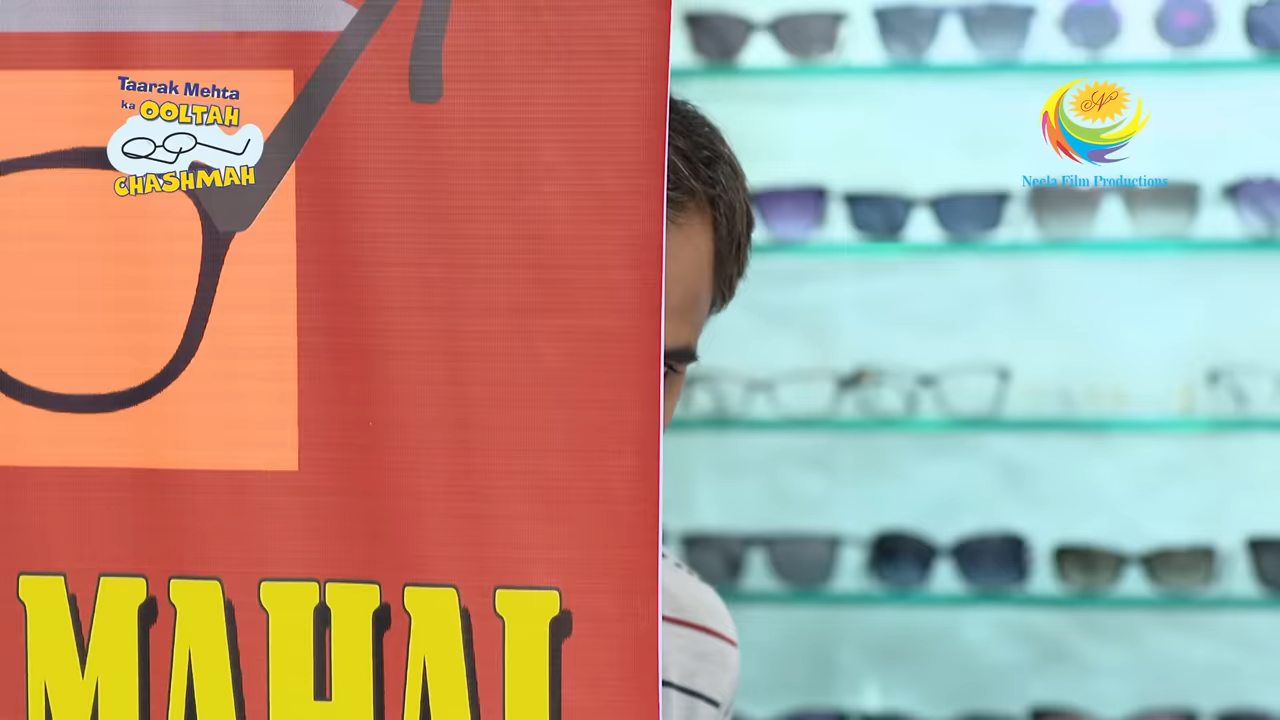 Taarak Mehta
ka OOLTAH
CHASHMAH
Neela Film Productions
MAHAL